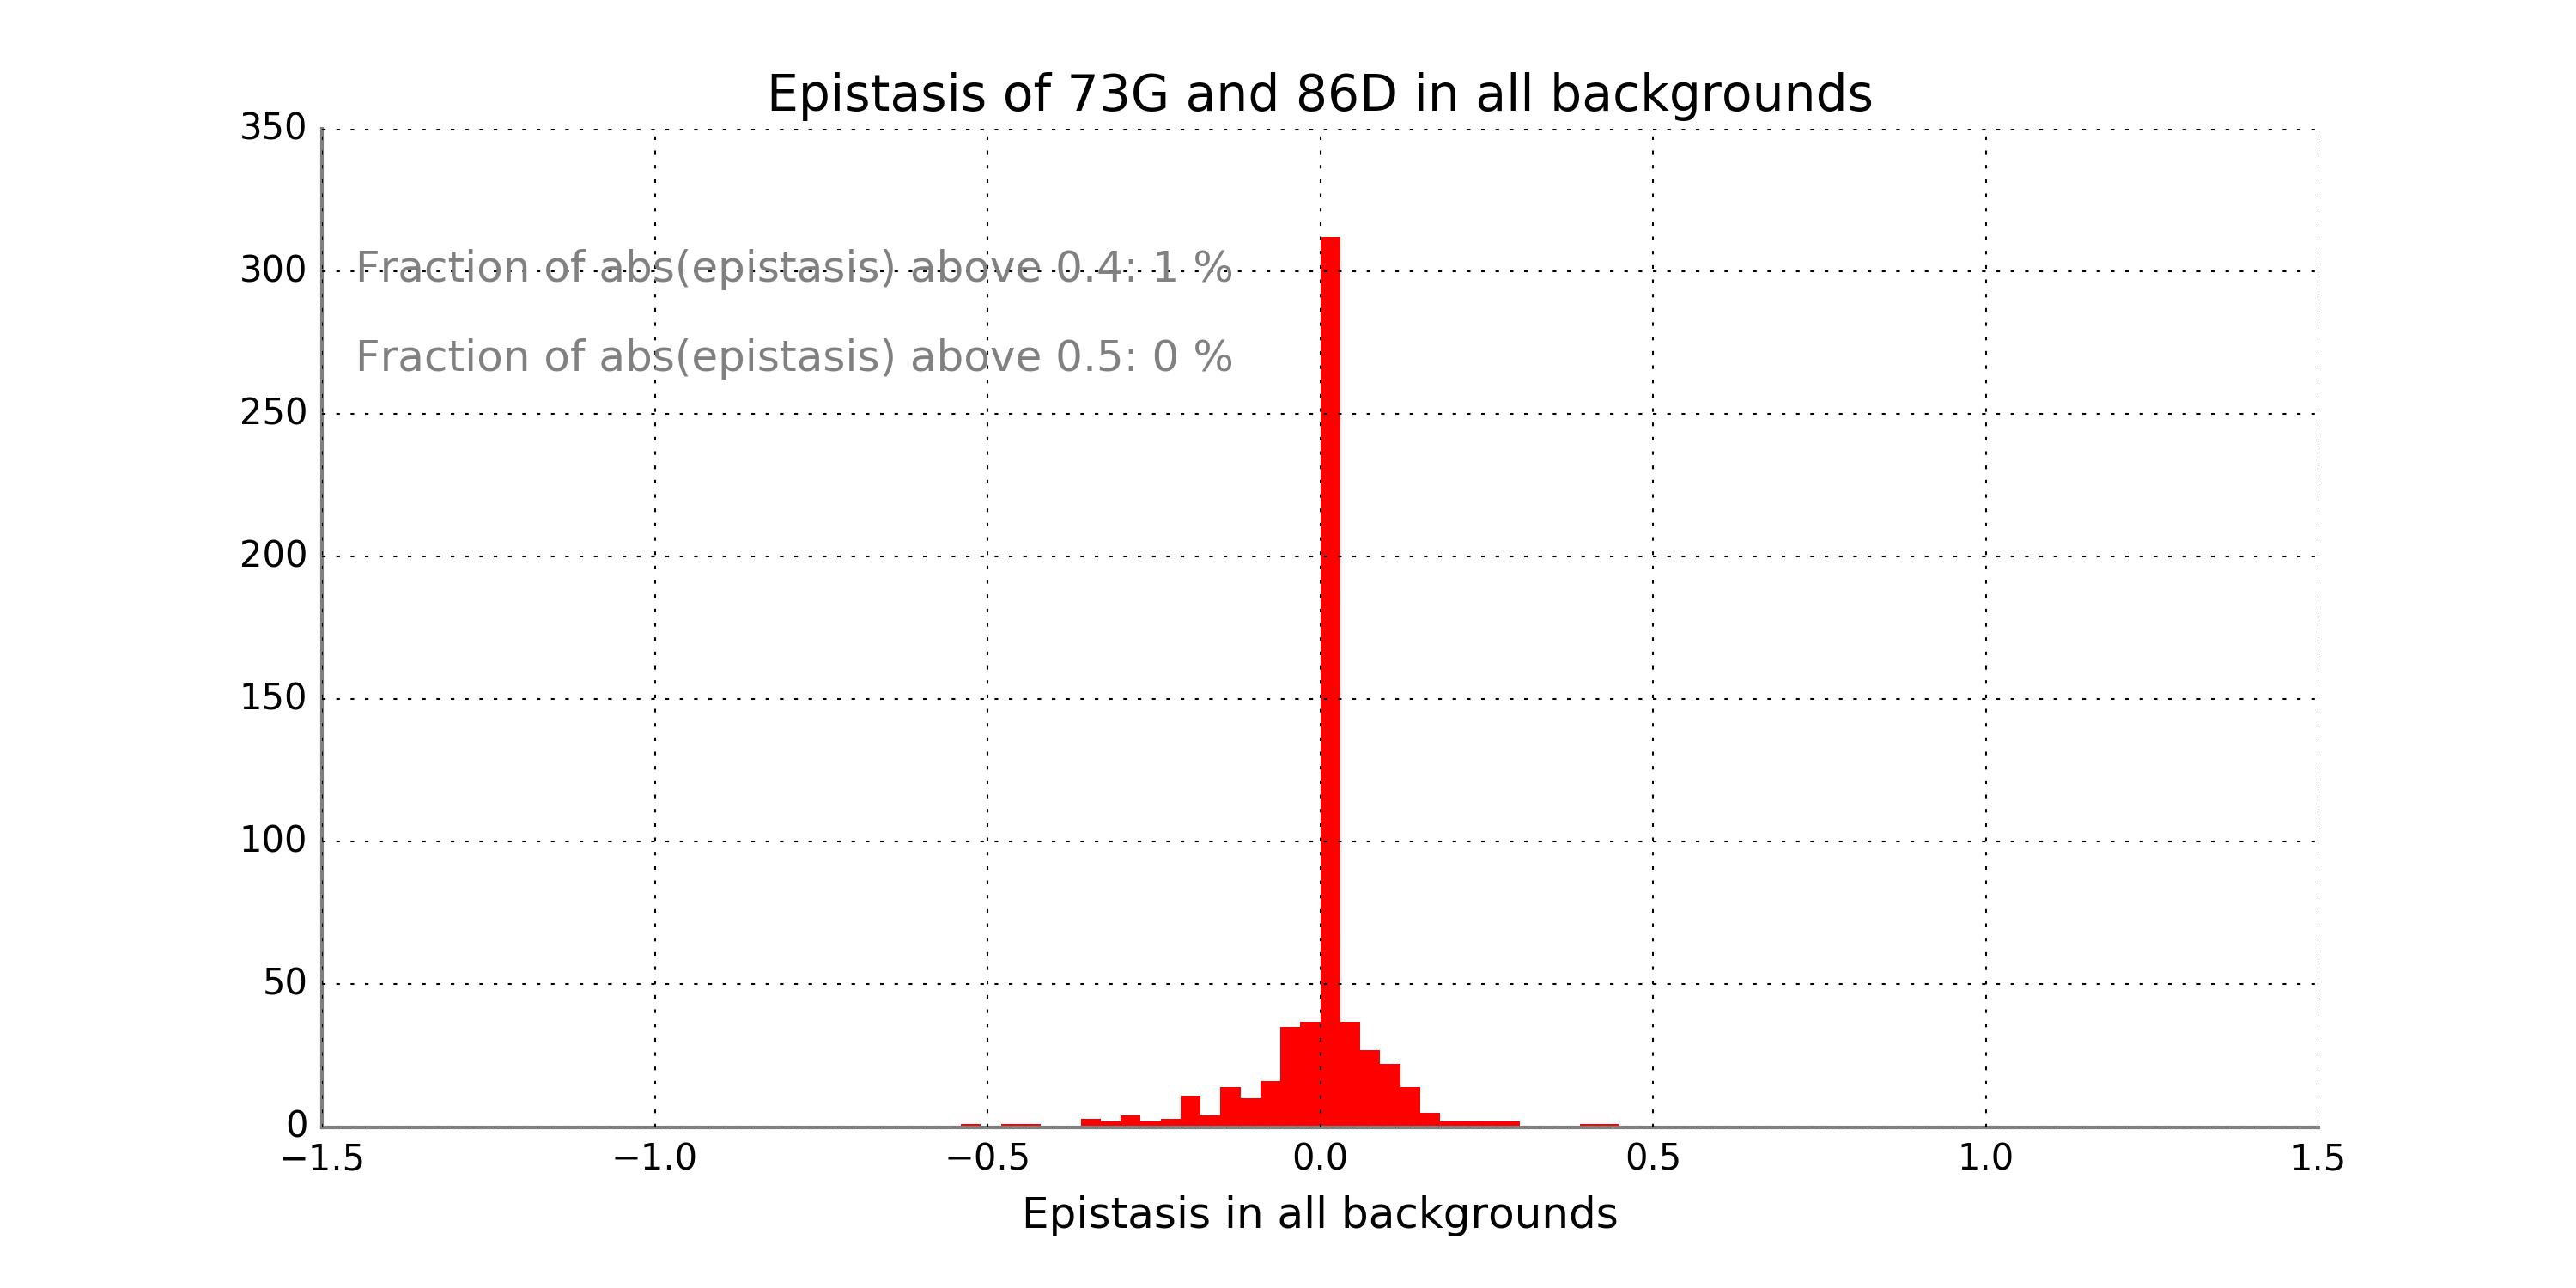 Epistasis of 73G and 86D in all backgrounds
350
300
250
200
150
100
50
0
Fraction of abs(epistasis) above 0.4: 1 %
Fraction of abs(epistasis) above 0.5: 0 %
−1.5 −1.0 −0.5 0.0 0.5 1.0 1.5
Epistasis in all backgrounds